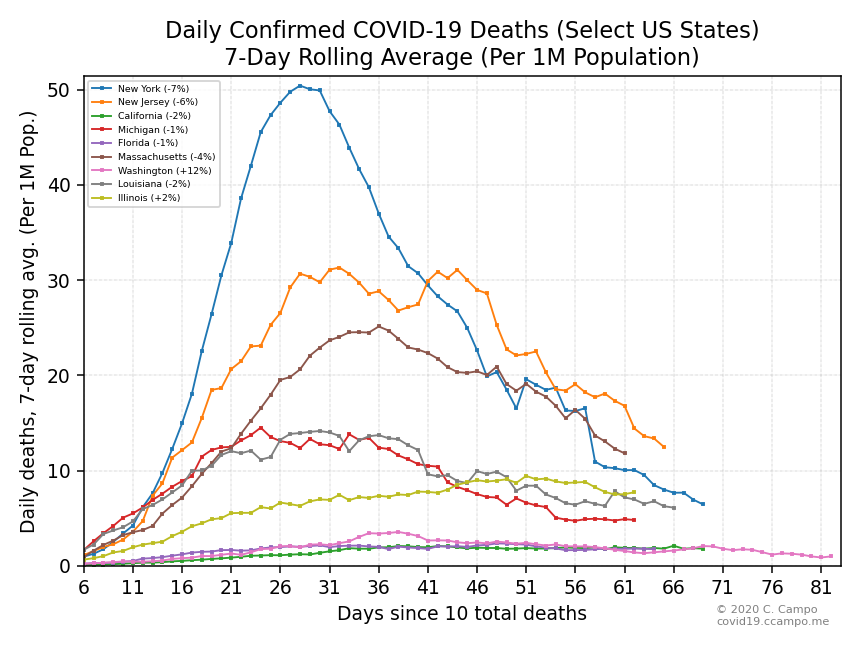 Daily Confirmed COVID-19 Deaths (Select US States)
7-Day Rolling Average (Per 1M Population)
Daily deaths, 7-day rolling avg. (Per 1M Pop.)
50
40
30
20
10
0
New York (-7%)
New Jersey (-6%)
California (-2%)
Michigan (-1%)
Florida (-1%)
Massachusetts (-4%)
Washington (+12%)
Louisiana (-2%)
Illinois (+2%)
6 11 16 21 26 31 36 41 46 51 56 61 66 71 76 81
Days since 10 total deaths
© 2020 C. Campo
covid19.ccampo.me